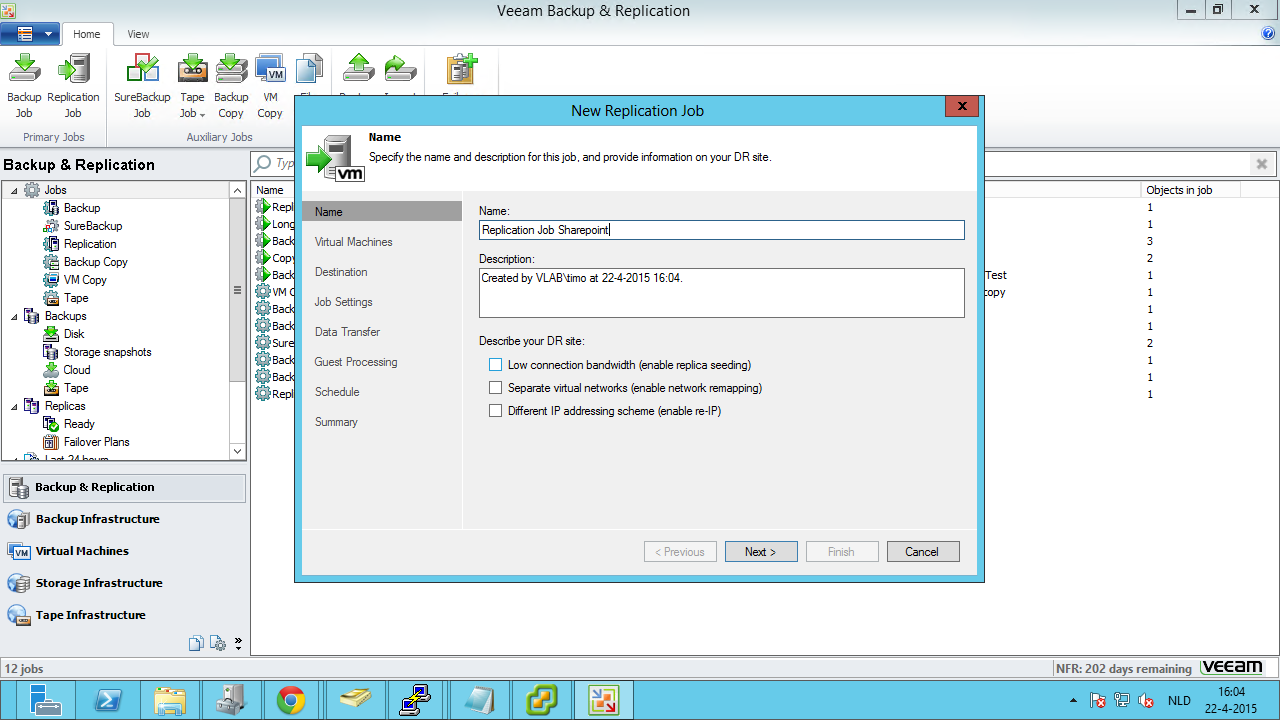 Veeam Backup & Replication
Home View
Backup Job
Replication Job
SureBackup Job
Tape Job
Backup Copy
VM Copy
Primary Jobs
Auxiliary Jobs
Backup & Replication
Jobs
Backup
SureBackup
Replication
Backup Copy
VM Copy
Tape
Backups
Disk
Storage snapshots
Cloud
Tape
Replicas
Ready
Failover Plans
Last 24 hours
Backup & Replication
Backup Infrastructure
Virtual Machines
Storage Infrastructure
Tape Infrastructure
Name Objects in job
Repl 1
Long 1
Back 3
Copy 2
Back Test 1
VM C copy 1
Back 1
Back 1
Sure 2
Back 1
Back 1
Repl 1
New Replication Job
Name
Specify the name and description for this job, and provide information on your DR site.
vm
Name
Virtual Machines
Destination
Job Settings
Data Transfer
Guest Processing
Schedule
Summary
Name:
Replication Job Sharepoint
Description:
Created by VLAB\timo at 22-4-2015 16:04.
Describe your DR site:
Low connection bandwidth (enable replica seeding)
Separate virtual networks (enable network remapping)
Different IP addressing scheme (enable re-IP)
< Previous Next > Finish Cancel
12 jobs
NFR: 202 days remaining veeam
NLD
16:04
22-4-2015